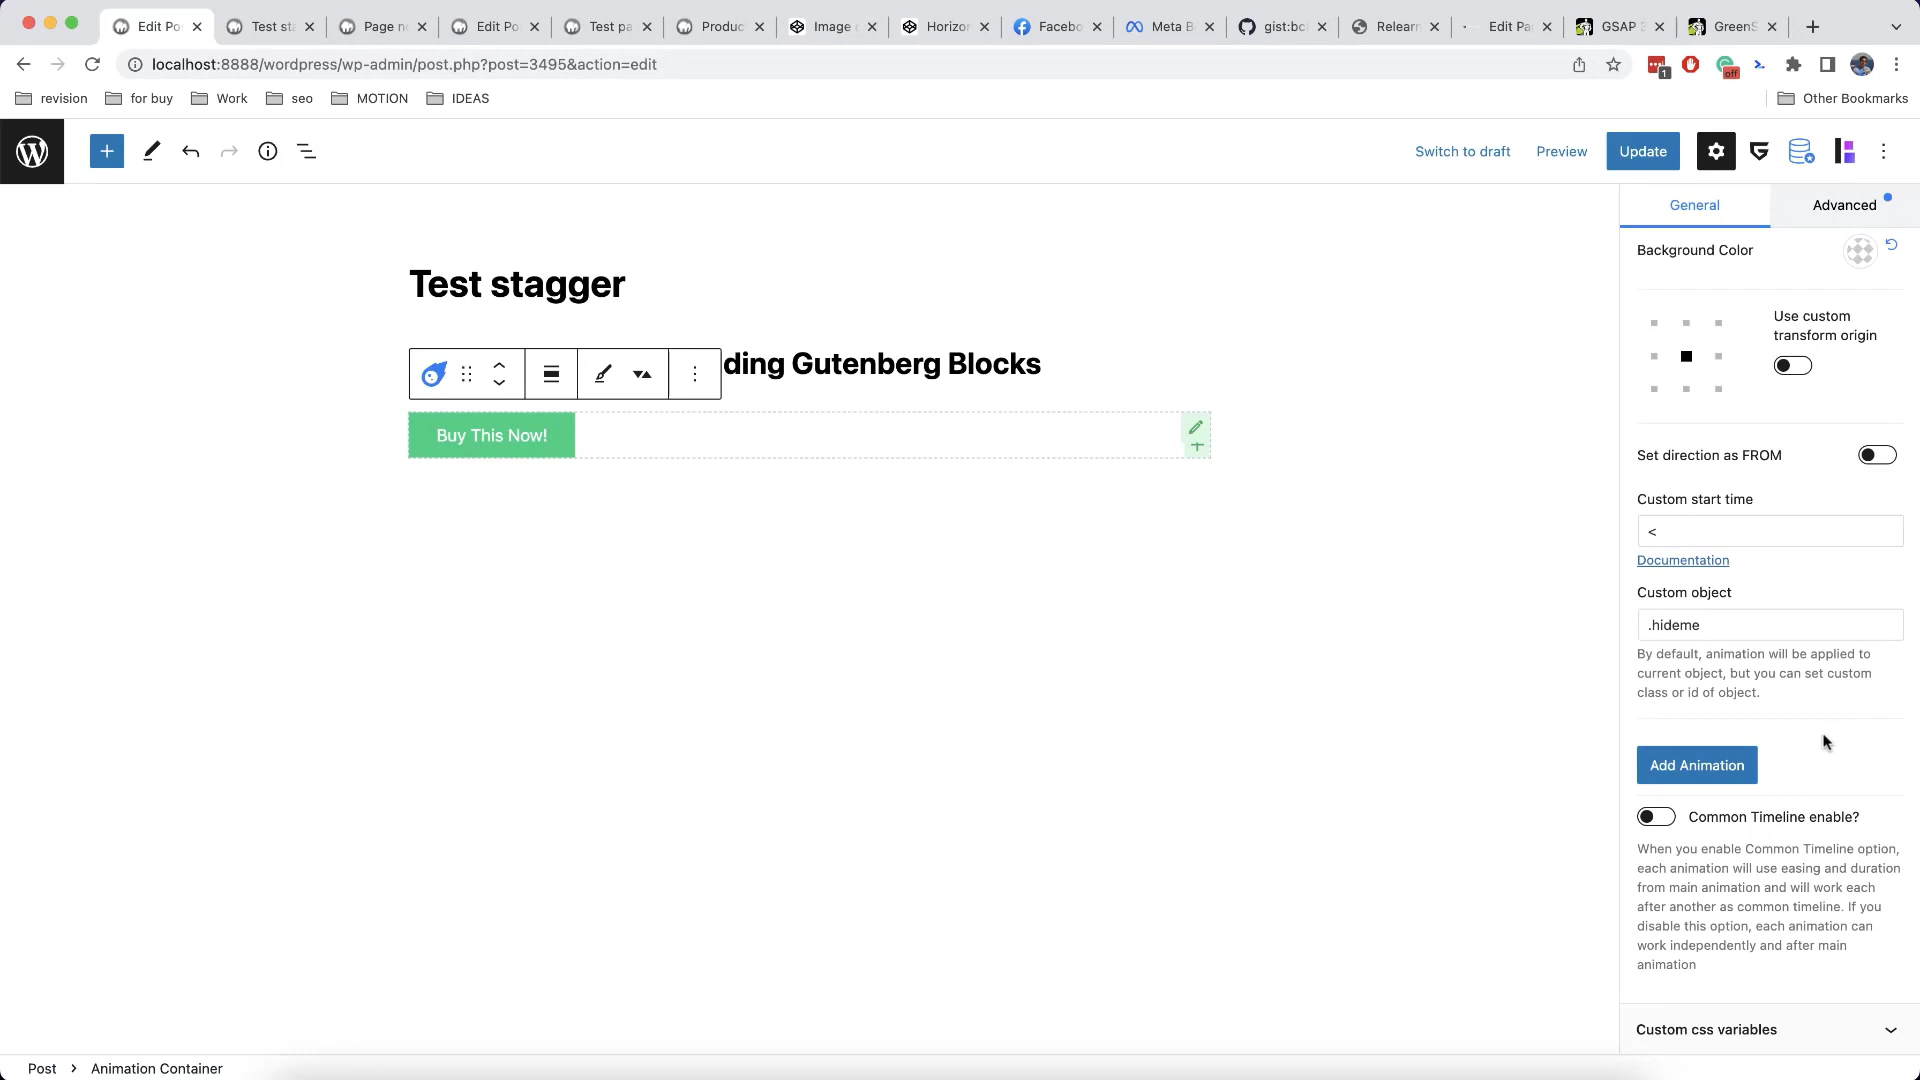 Edit Po
Test sta
Page n
Edit Po
Test pa
Produc
Image
Horizon
Facebo
Meta B
gist:bc
Relearn
Edit Pa
GSAP 3
GreenS
localhost:8888/wordpress/wp-admin/post.php?post=3495&action=edit
1
off
revision
for buy
Work
seo
MOTION
IDEAS
Other Bookmarks
Switch to draft
Preview
Update
General
Advanced
Background Color
Test stagger
Use custom
transform origin
ding Gutenberg Blocks
Buy This Now!
Set direction as FROM
Custom start time
<
Documentation
Custom object
.hideme
By default, animation will be applied to
current object, but you can set custom
class or id of object.
Add Animation
Common Timeline enable?
When you enable Common Timeline option,
each animation will use easing and duration
from main animation and will work each
after another as common timeline. If you
disable this option, each animation can
work independently and after main
animation
Custom css variables
Post
Animation Container